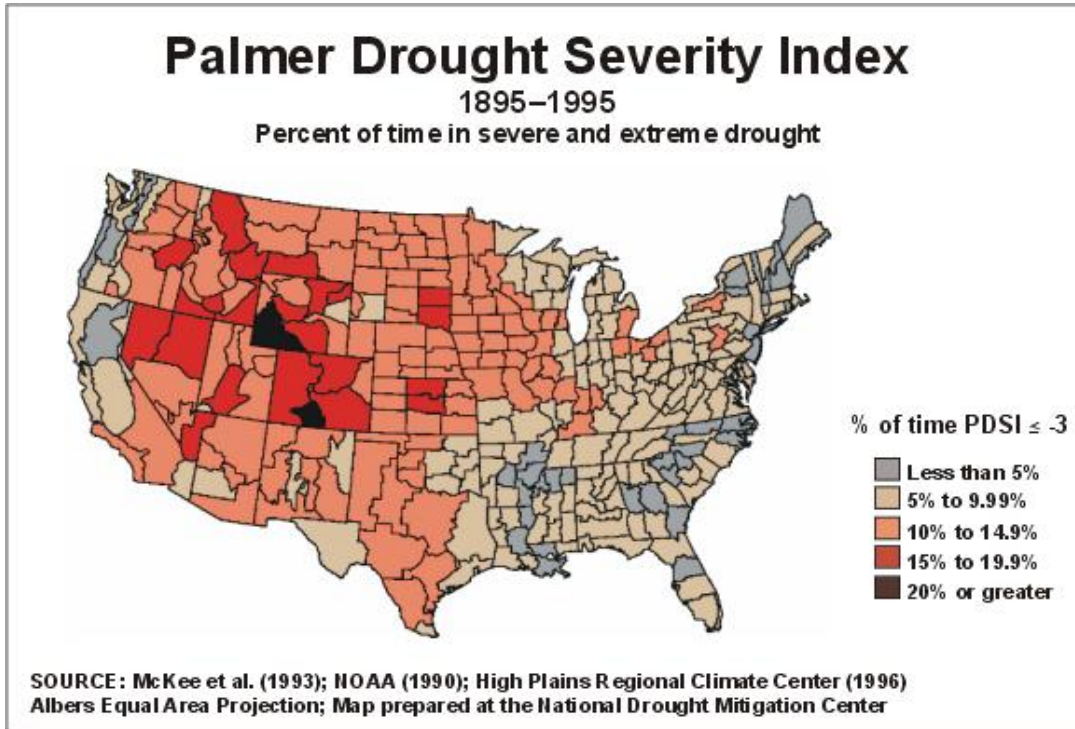 Palmer Drought Severity Index
1895–1995
Percent of time in severe and extreme drought
% of time PDSI ≤ -3
Less than 5%
5% to 9.99%
10% to 14.9%
15% to 19.9%
20% or greater
SOURCE: McKee et al. (1993); NOAA (1990); High Plains Regional Climate Center (1996)
Albers Equal Area Projection; Map prepared at the National Drought Mitigation Center